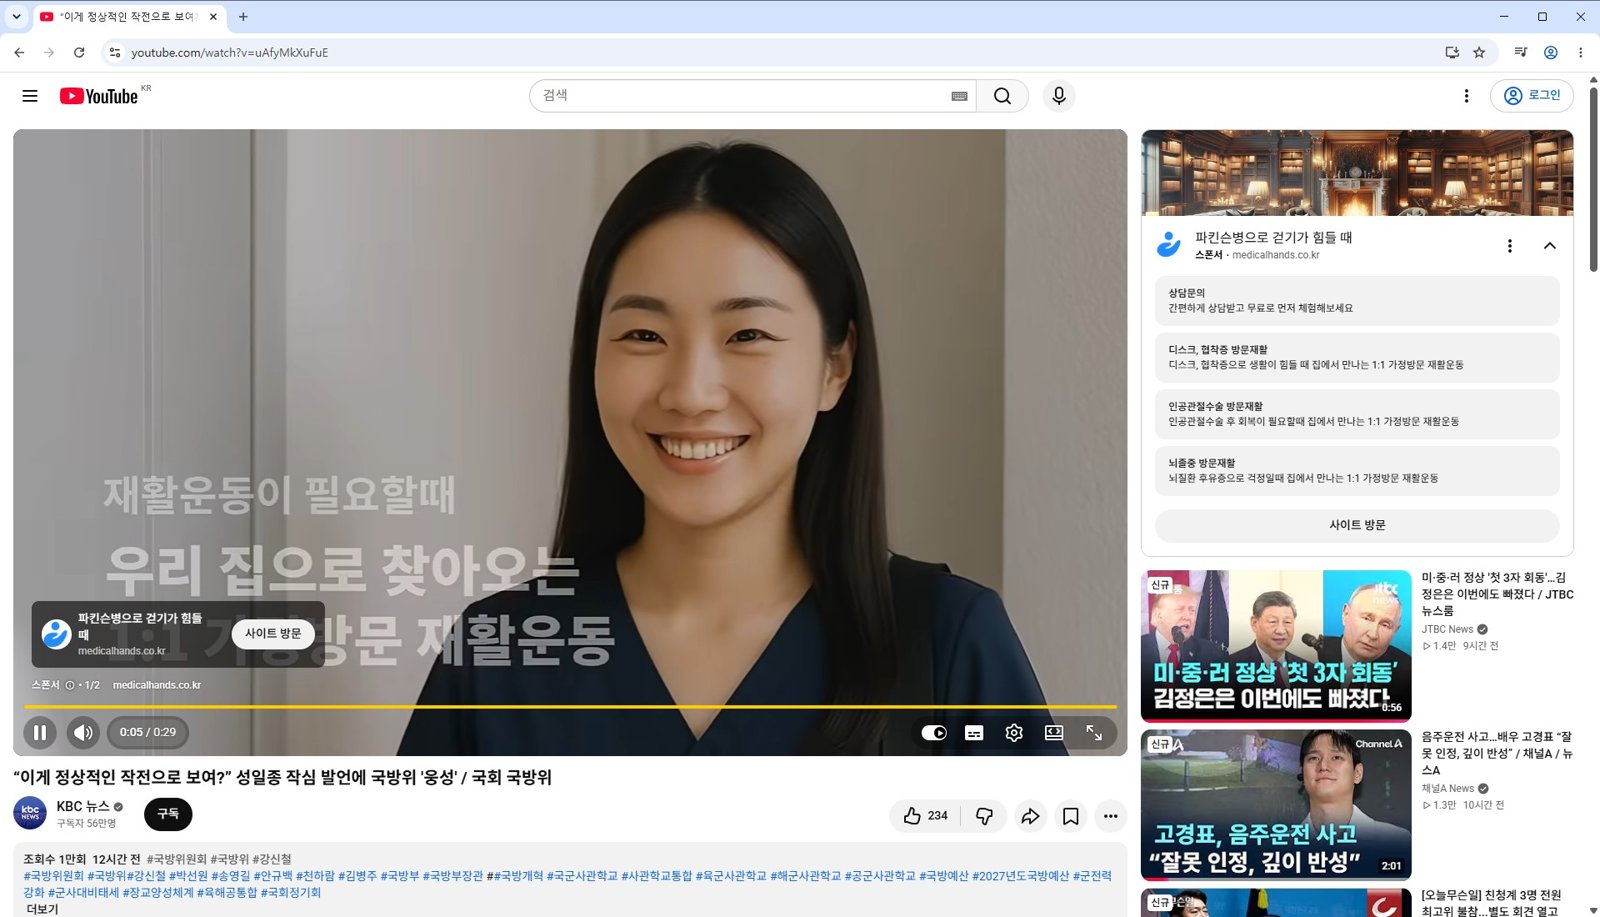 “이게 정상적인 작전으로 보여?
youtube.com/watch?v=uAfyMkXuFuE
YouTube KR
검색
로그인
재활운동이 필요할때
우리 집으로 찾아오는
1:1 가정방문 재활운동
파킨슨병으로 걷기가 힘들
때
medicalhands.co.kr
사이트 방문
스폰서 · 1/2 medicalhands.co.kr
0:05 / 0:29
“이게 정상적인 작전으로 보여?” 성일종 작심 발언에 국방위 '웅성' / 국회 국방위
kbc NEWS
KBC 뉴스
구독자 56만명
구독
234
조회수 1만회 12시간 전 #국방위원회 #국방위 #강신철
#국방위원회 #국방위#강신철 #박선원 #송영길 #안규백 #천하람 #김병주 #국방부 #국방부장관 ##국방개혁 #국군사관학교 #사관학교통합 #육군사관학교 #해군사관학교 #공군사관학교 #국방예산 #2027년도국방예산 #군전력
강화 #군사대비태세 #장교양성체계 #육해공통합 #국회정기회
더보기
파킨슨병으로 걷기가 힘들 때
스폰서 · medicalhands.co.kr
상담문의
간편하게 상담받고 무료로 먼저 체험해보세요
디스크, 협착증 방문재활
디스크, 협착증으로 생활이 힘들 때 집에서 만나는 1:1 가정방문 재활운동
인공관절수술 방문재활
인공관절수술 후 회복이 필요할때 집에서 만나는 1:1 가정방문 재활운동
뇌졸중 방문재활
뇌질환 후유증으로 걱정일때 집에서 만나는 1:1 가정방문 재활운동
사이트 방문
신규
jtbc
NEWS
미·중·러 정상 '첫 3자 회동'
김정은은 이번에도 빠졌다
0:56
미·중·러 정상 '첫 3자 회동'...김
정은은 이번에도 빠졌다 / JTBC
뉴스룸
JTBC News
1.4만 9시간 전
신규
Channel A
고경표, 음주운전 사고
“잘못 인정, 깊이 반성”
2:01
음주운전 사고...배우 고경표 “잘
못 인정, 깊이 반성” / 채널A / 뉴
스A
채널A News
1.3만 10시간 전
신규
무슨일
[오늘무슨일] 친청계 3명 전원
최고위 불참...별도 회견 열고